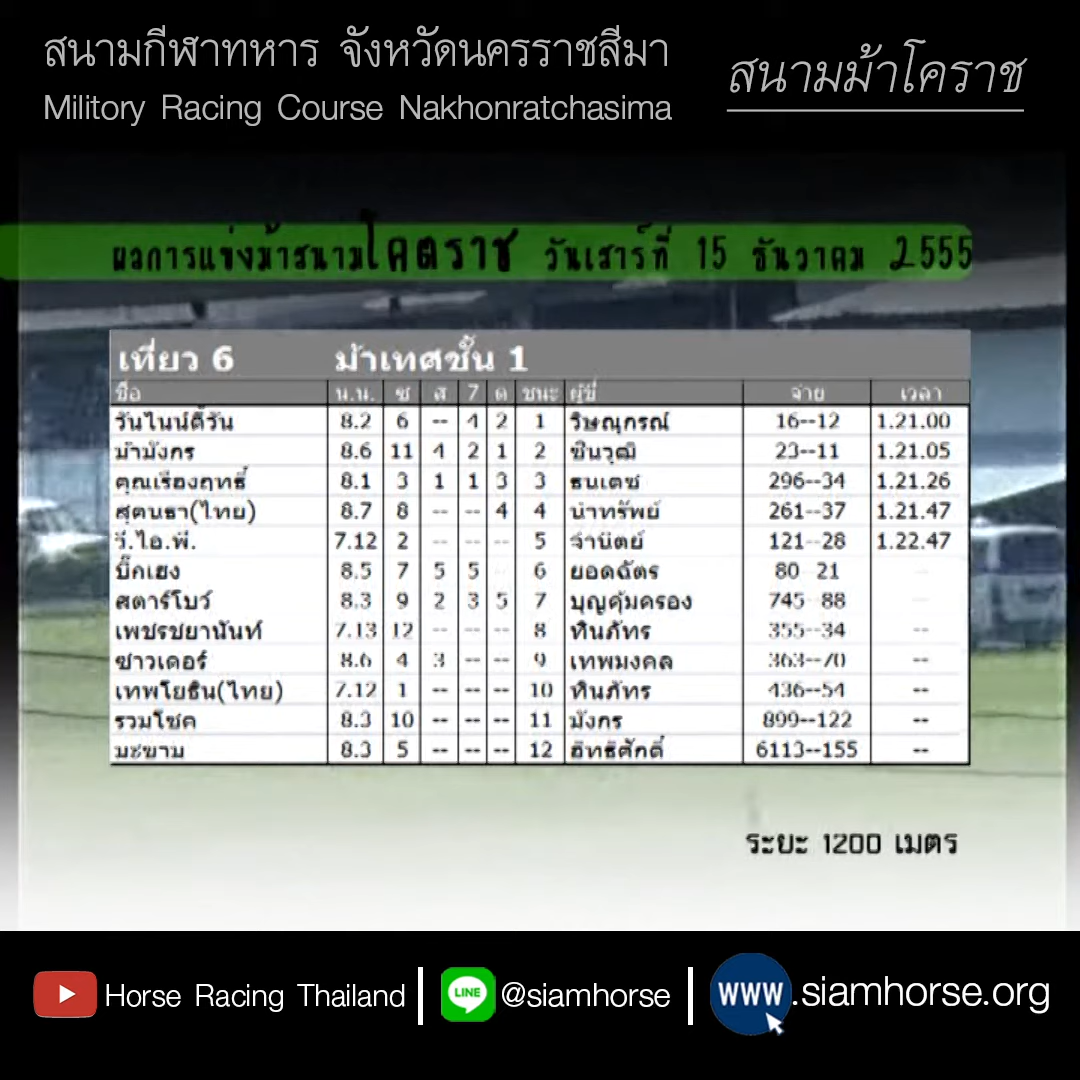 สนามกีฬาทหาร จังหวัดนครราชสีมา
Militory Racing Course Nakhonratchasima
สนามม้าโคราช
ผลการแข่งม้าสนามโคตราช วันเสาร์ที่ 15 ธันวาคม 2555
เที่ยว 6 ม้าเทศชั้น 1
ชื่อ น.น. ช ส 7 ต ชนะ ผู้ขี่ จ่าย เวลา
วันไนน์ตี้วัน 8.2 6 -- 4 2 1 วิษณุกรณ์ 16--12 1.21.00
ม้ามังกร 8.6 11 4 2 1 2 ชินวุฒิ 23--11 1.21.05
คุณเรืองฤทธิ์ 8.1 3 1 1 3 3 ธนเดช 296--34 1.21.26
สุคนธา(ไทย) 8.7 8 -- -- 4 4 นำทรัพย์ 261--37 1.21.47
วี.ไอ.พี. 7.12 2 -- -- -- 5 จำนิตย์ 121--28 1.22.47
บิ๊กเฮง 8.5 7 5 5 6 ยอดฉัตร 80--21
สตาร์โบว์ 8.3 9 2 3 5 7 บุญคุ้มครอง 745--88
เพชรชยานันท์ 7.13 12 -- -- -- 8 ทินภัทร 355--34 --
ซาวเดอร์ 8.6 4 3 -- -- 9 เทพมงคล 363--70 --
เทพโยธิน(ไทย) 7.12 1 -- -- -- 10 ทินภัทร 436--54 --
รวมโชค 8.3 10 -- -- -- 11 มังกร 899--122 --
มะขาม 8.3 5 -- -- -- 12 อิทธิศักดิ์ 6113--155 --
ระยะ 1200 เมตร
Horse Racing Thailand | LINE @siamhorse | www.siamhorse.org